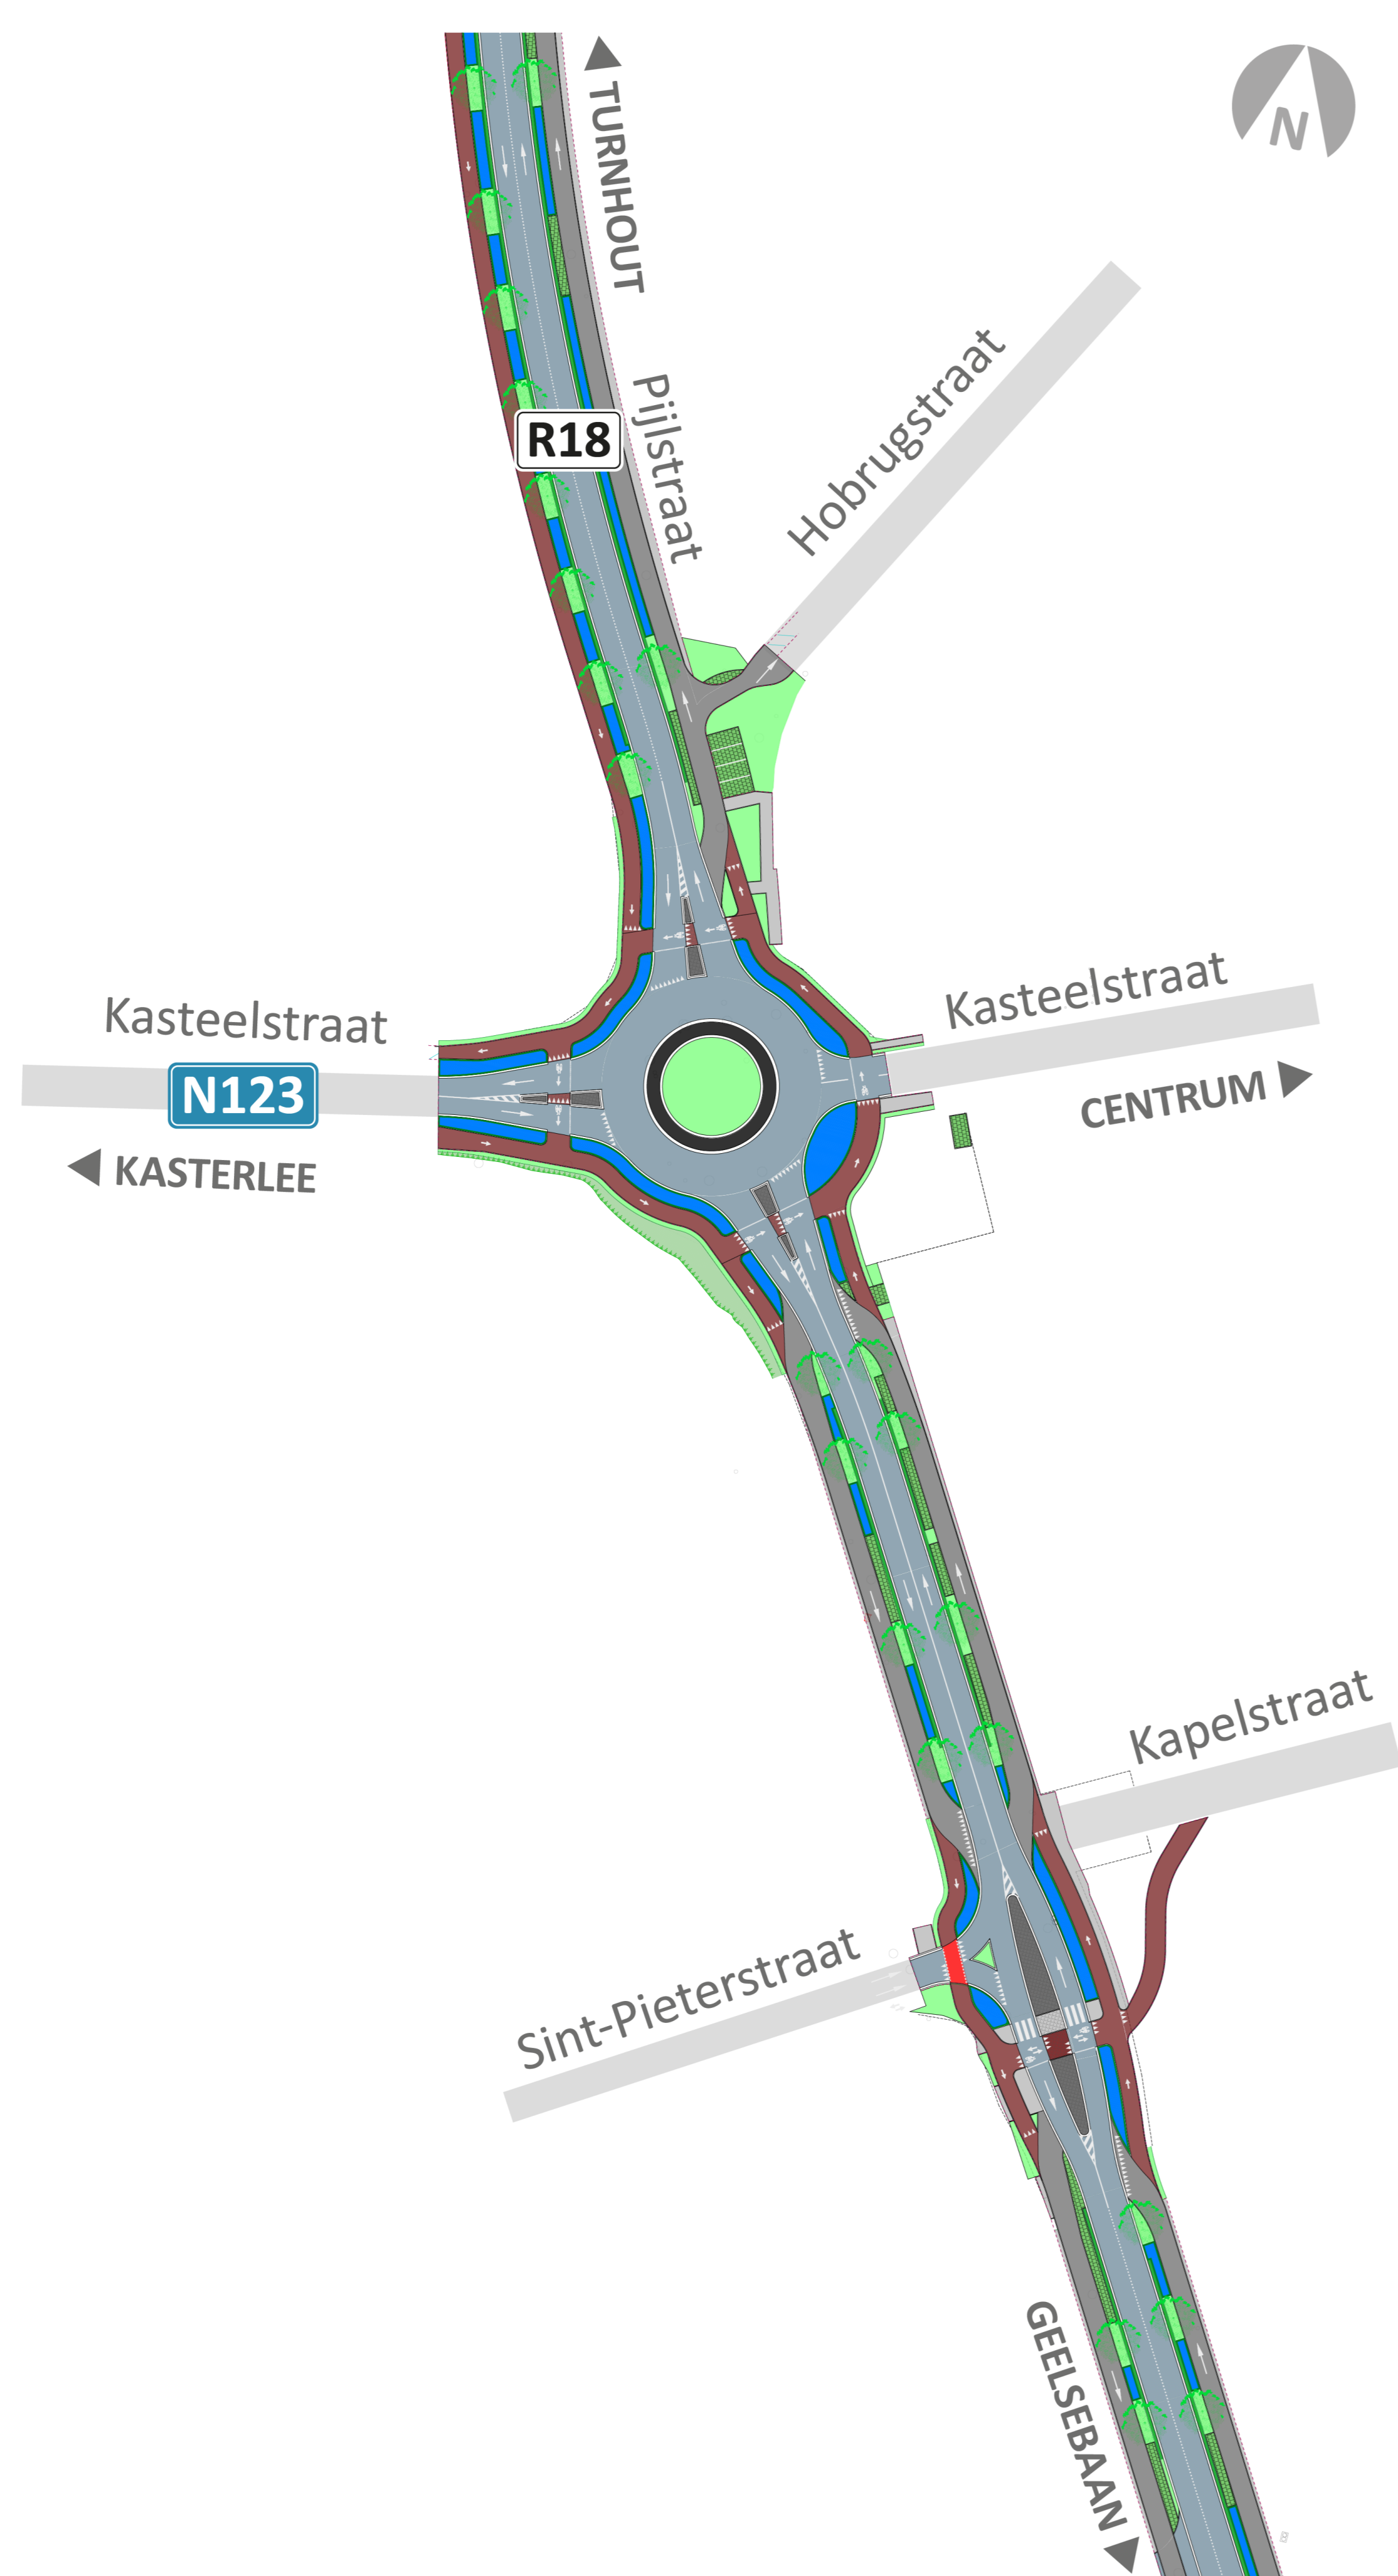 N
TURNHOUT
Pijlstraat
Hobrugstraat
R18
Kasteelstraat
Kasteelstraat
N123
CENTRUM
KASTERLEE
Kapelstraat
Sint-Pieterstraat
GEELSEBAAN